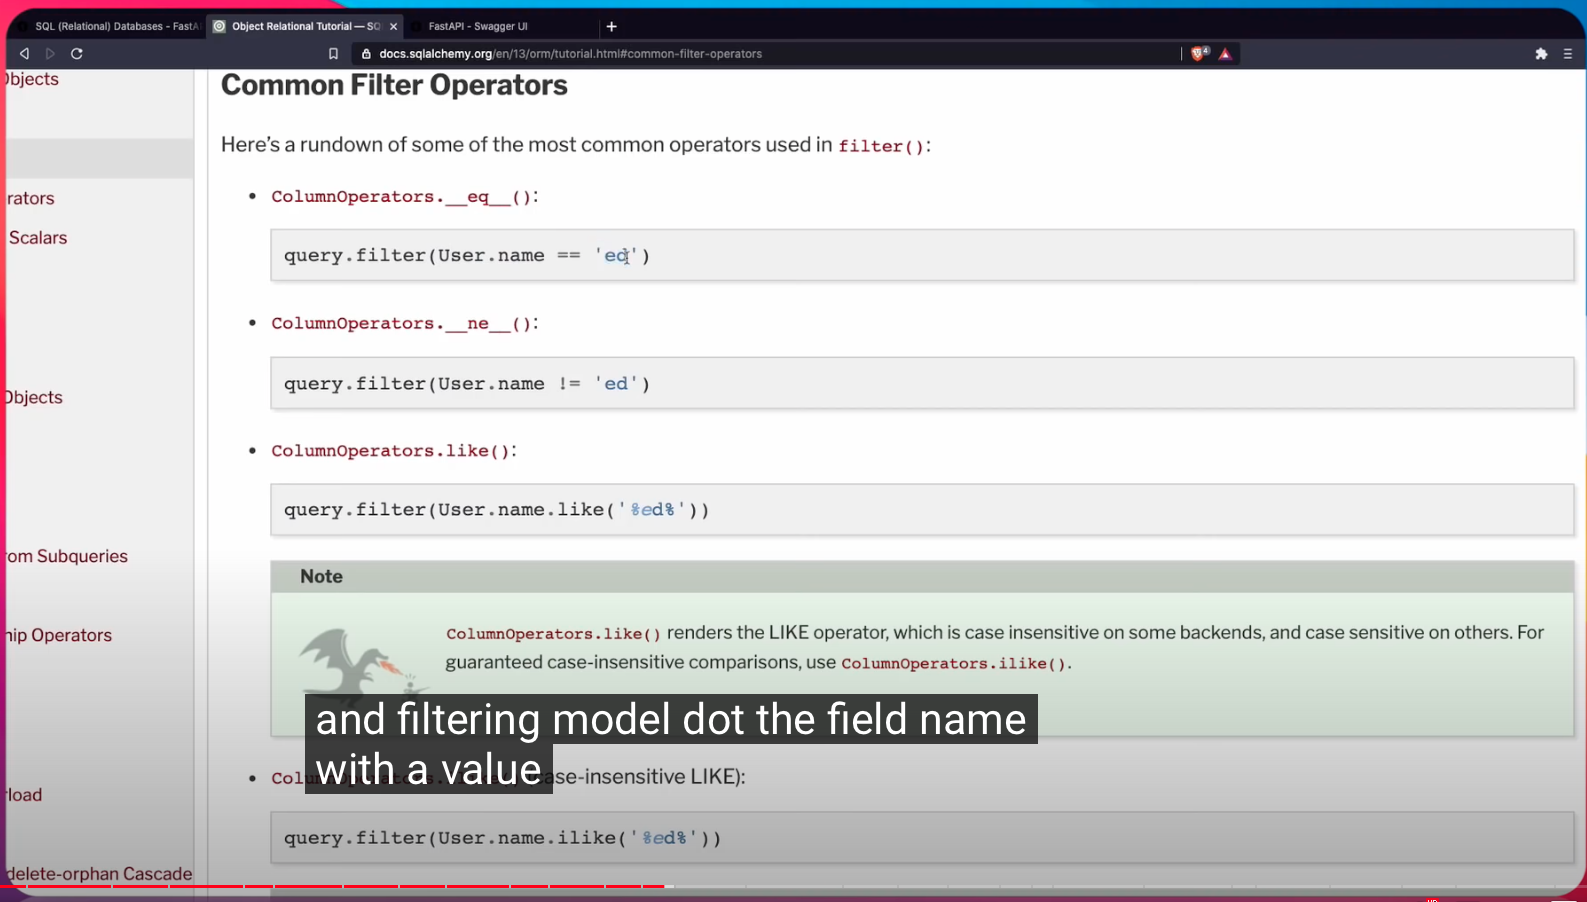 SQL (Relational) Databases - FastA
Object Relational Tutorial — SQ
FastAPI - Swagger UI
docs.sqlalchemy.org/en/13/orm/tutorial.html#common-filter-operators
4
Objects
rators
Scalars
Objects
rom Subqueries
hip Operators
rload
delete-orphan Cascade
Common Filter Operators
Here's a rundown of some of the most common operators used in filter():
• ColumnOperators.__eq__():
query.filter(User.name == 'ed')
• ColumnOperators.__ne__():
query.filter(User.name != 'ed')
• ColumnOperators.like():
query.filter(User.name.like('%ed%'))
Note
ColumnOperators.like() renders the LIKE operator, which is case insensitive on some backends, and case sensitive on others. For
guaranteed case-insensitive comparisons, use ColumnOperators.ilike().
and filtering model dot the field name
with a value
• Col case-insensitive LIKE):
query.filter(User.name.ilike('%ed%'))